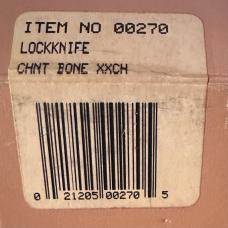 ITEM NO 00270
LOCKKNIFE
CHNT BONE XXCH
0 21205 00270 5